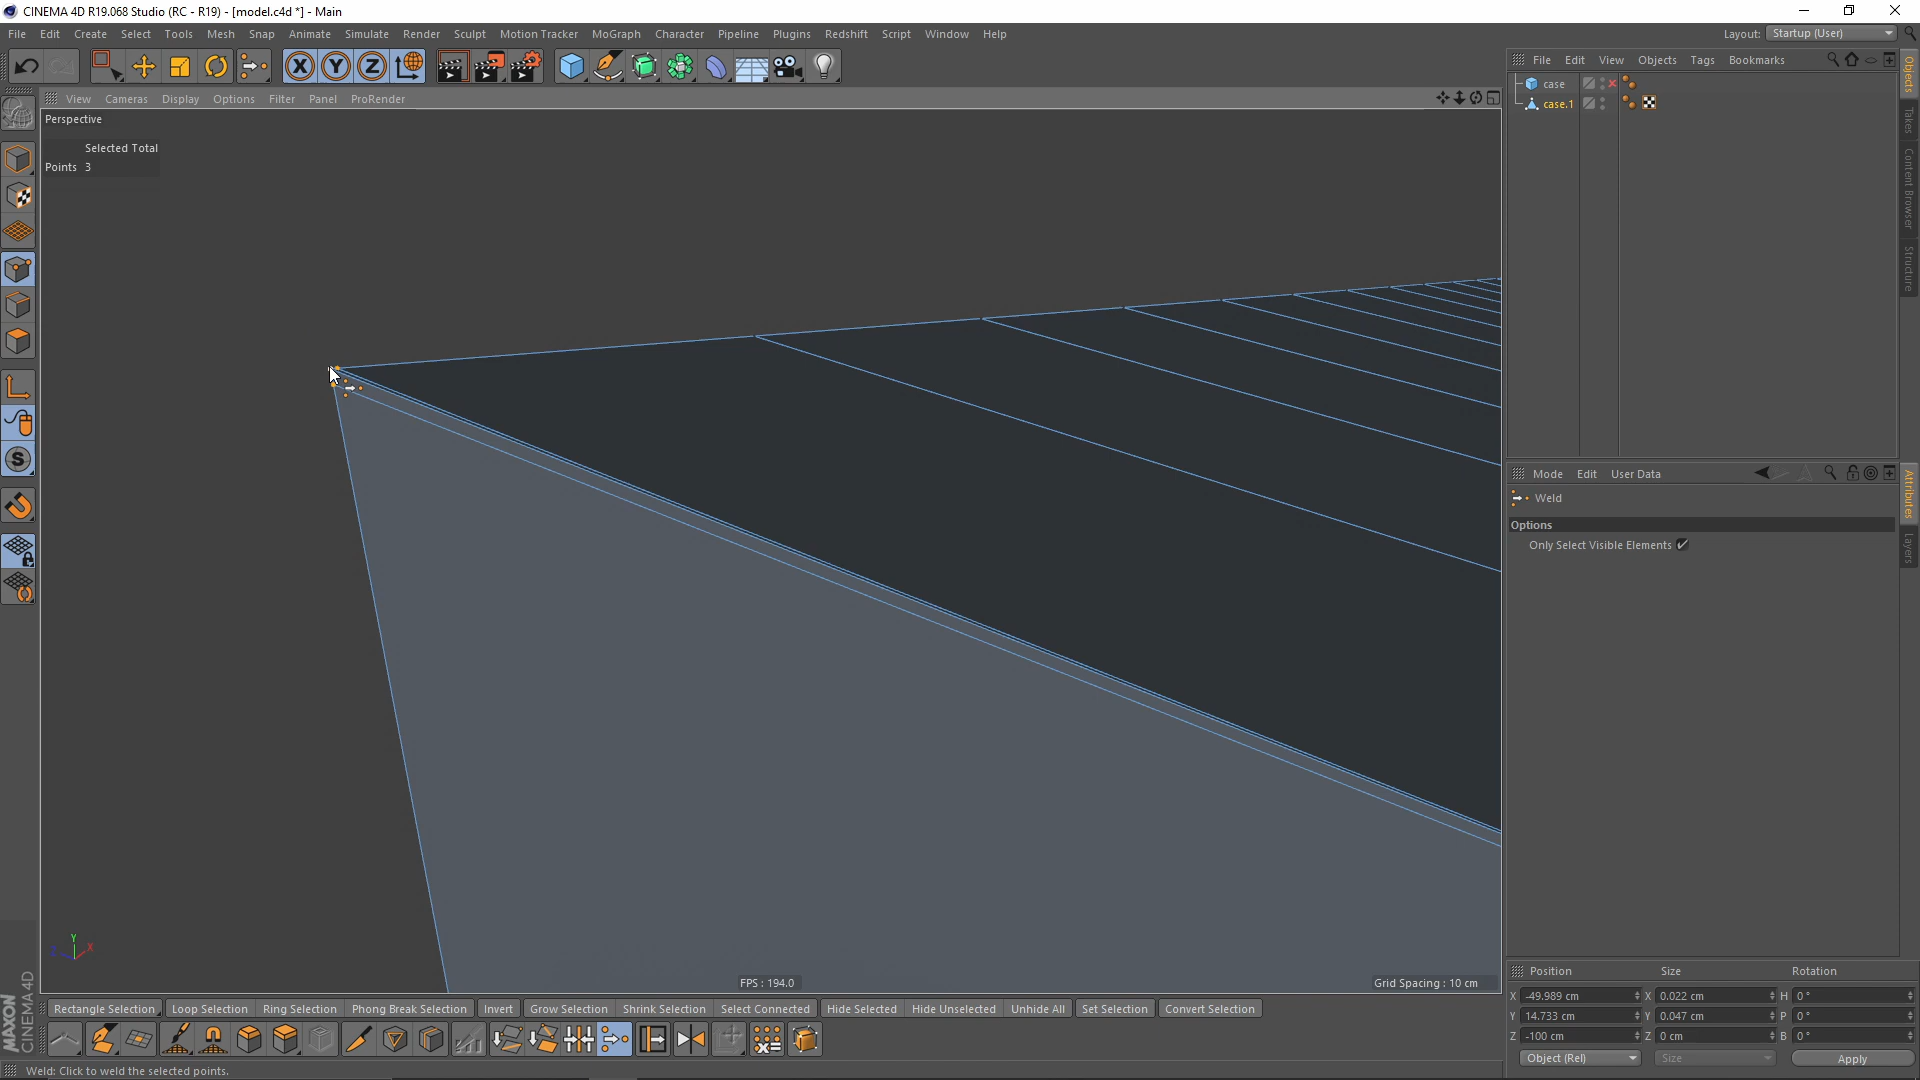 CINEMA 4D R19.068 Studio (RC - R19) - [model.c4d *] - Main
File Edit Create Select Tools Mesh Snap Animate Simulate Render Sculpt Motion Tracker MoGraph Character Pipeline Plugins Redshift Script Window Help
Layout: Startup (User)
View Cameras Display Options Filter Panel ProRender
Perspective
Selected Total
Points 3
File Edit View Objects Tags Bookmarks
case
case.1
Objects
Takes
Content Browser
Structure
Mode Edit User Data
Weld
Options
Only Select Visible Elements
Attributes
Layers
FPS : 194.0
Grid Spacing : 10 cm
Position Size Rotation
X -49.989 cm X 0.022 cm H 0°
Y 14.733 cm Y 0.047 cm P 0°
Z -100 cm Z 0 cm B 0°
Object (Rel) Size Apply
Rectangle Selection Loop Selection Ring Selection Phong Break Selection Invert Grow Selection Shrink Selection Select Connected Hide Selected Hide Unselected Unhide All Set Selection Convert Selection
MAXON
CINEMA 4D
Weld: Click to weld the selected points.